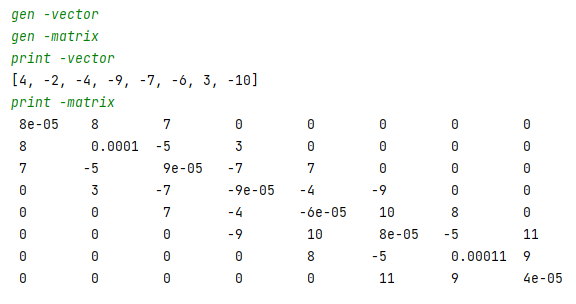 gen -vector
gen -matrix
print -vector
[4, -2, -4, -9, -7, -6, 3, -10]
print -matrix
8e-05 8 7 0 0 0 0 0
8 0.0001 -5 3 0 0 0 0
7 -5 9e-05 -7 7 0 0 0
0 3 -7 -9e-05 -4 -9 0 0
0 0 7 -4 -6e-05 10 8 0
0 0 0 -9 10 8e-05 -5 11
0 0 0 0 8 -5 0.00011 9
0 0 0 0 0 11 9 4e-05